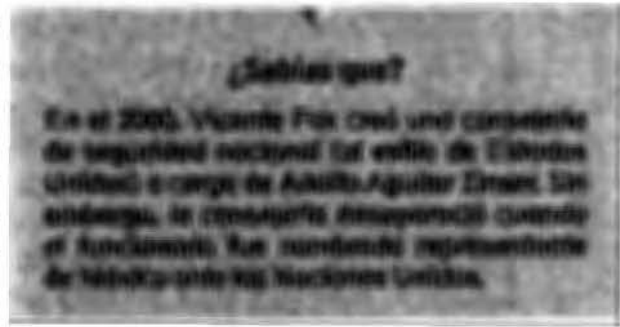 ¿Sabías que?
En el 2000, Vicente Fox creó una consejería
de seguridad nacional (al estilo de Estados
Unidos) a cargo de Adolfo Aguilar Zinser. Sin
embargo, la consejería desapareció cuando
el funcionario fue nombrado representante
de México ante las Naciones Unidas.